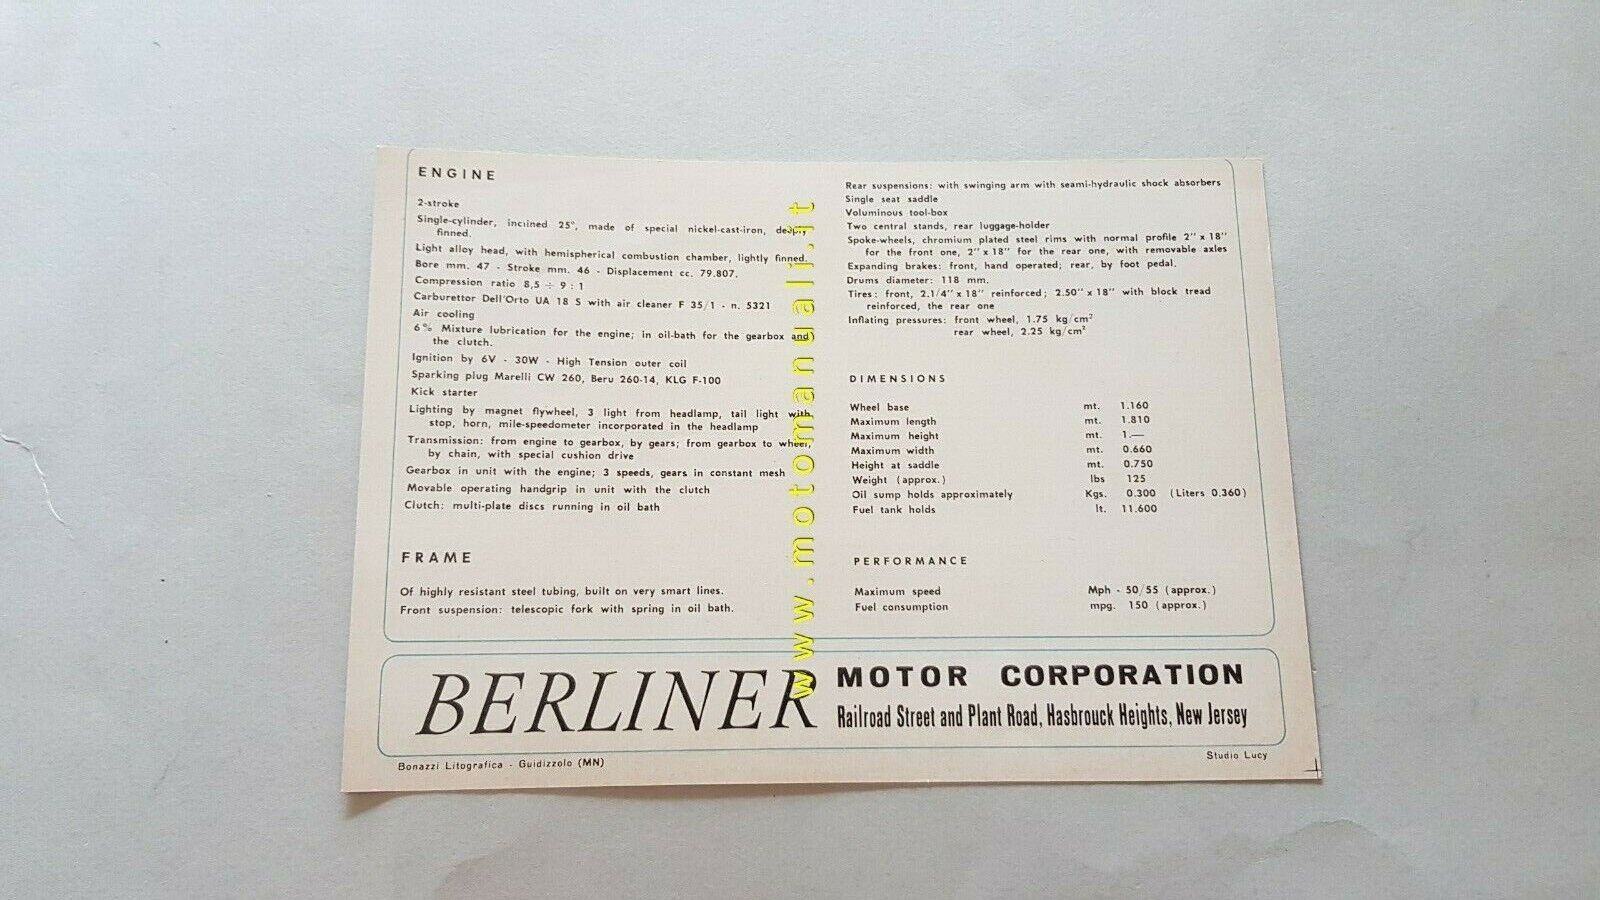 ENGINE
2-stroke
Single-cylinder, inclined 25°, made of special nickel-cast-iron, deeply
finned.
Light alloy head, with hemispherical combustion chamber, lightly finned.
Bore mm. 47 - Stroke mm. 46 - Displacement cc. 79.807.
Compression ratio 8,5 ÷ 9 : 1
Carburettor Dell'Orto UA 18 S with air cleaner F 35/1 - n. 5321
Air cooling
6% Mixture lubrication for the engine; in oil-bath for the gearbox and
the clutch.
Ignition by 6V - 30W - High Tension outer coil
Sparking plug Marelli CW 260, Beru 260-14, KLG F-100
Kick starter
Lighting by magnet flywheel, 3 light from headlamp, tail light with
stop, horn, mile-speedometer incorporated in the headlamp
Transmission: from engine to gearbox, by gears; from gearbox to wheel,
by chain, with special cushion drive
Gearbox in unit with the engine; 3 speeds, gears in constant mesh
Movable operating handgrip in unit with the clutch
Clutch: multi-plate discs running in oil bath
FRAME
Of highly resistant steel tubing, built on very smart lines.
Front suspension: telescopic fork with spring in oil bath.
Rear suspensions: with swinging arm with seami-hydraulic shock absorbers
Single seat saddle
Voluminous tool-box
Two central stands, rear luggage-holder
Spoke-wheels, chromium plated steel rims with normal profile 2" x 18"
for the front one, 2" x 18" for the rear one, with removable axles
Expanding brakes: front, hand operated; rear, by foot pedal.
Drums diameter: 118 mm.
Tires: front, 2.1/4" x 18" reinforced; 2.50" x 18" with block tread
reinforced, the rear one
Inflating pressures: front wheel, 1.75 kg/cm²
rear wheel, 2.25 kg/cm²
DIMENSIONS
Wheel base mt. 1.160
Maximum length mt. 1.810
Maximum height mt. 1.—
Maximum width mt. 0.660
Height at saddle mt. 0.750
Weight (approx.) lbs 125
Oil sump holds approximately Kgs. 0.300 (Liters 0.360)
Fuel tank holds lt. 11.600
PERFORMANCE
Maximum speed Mph - 50/55 (approx.)
Fuel consumption mpg. 150 (approx.)
BERLINER MOTOR CORPORATION
Railroad Street and Plant Road, Hasbrouck Heights, New Jersey
Bonazzi Litografica - Guidizzolo (MN)
Studio Lucy
www.motomanuali.it